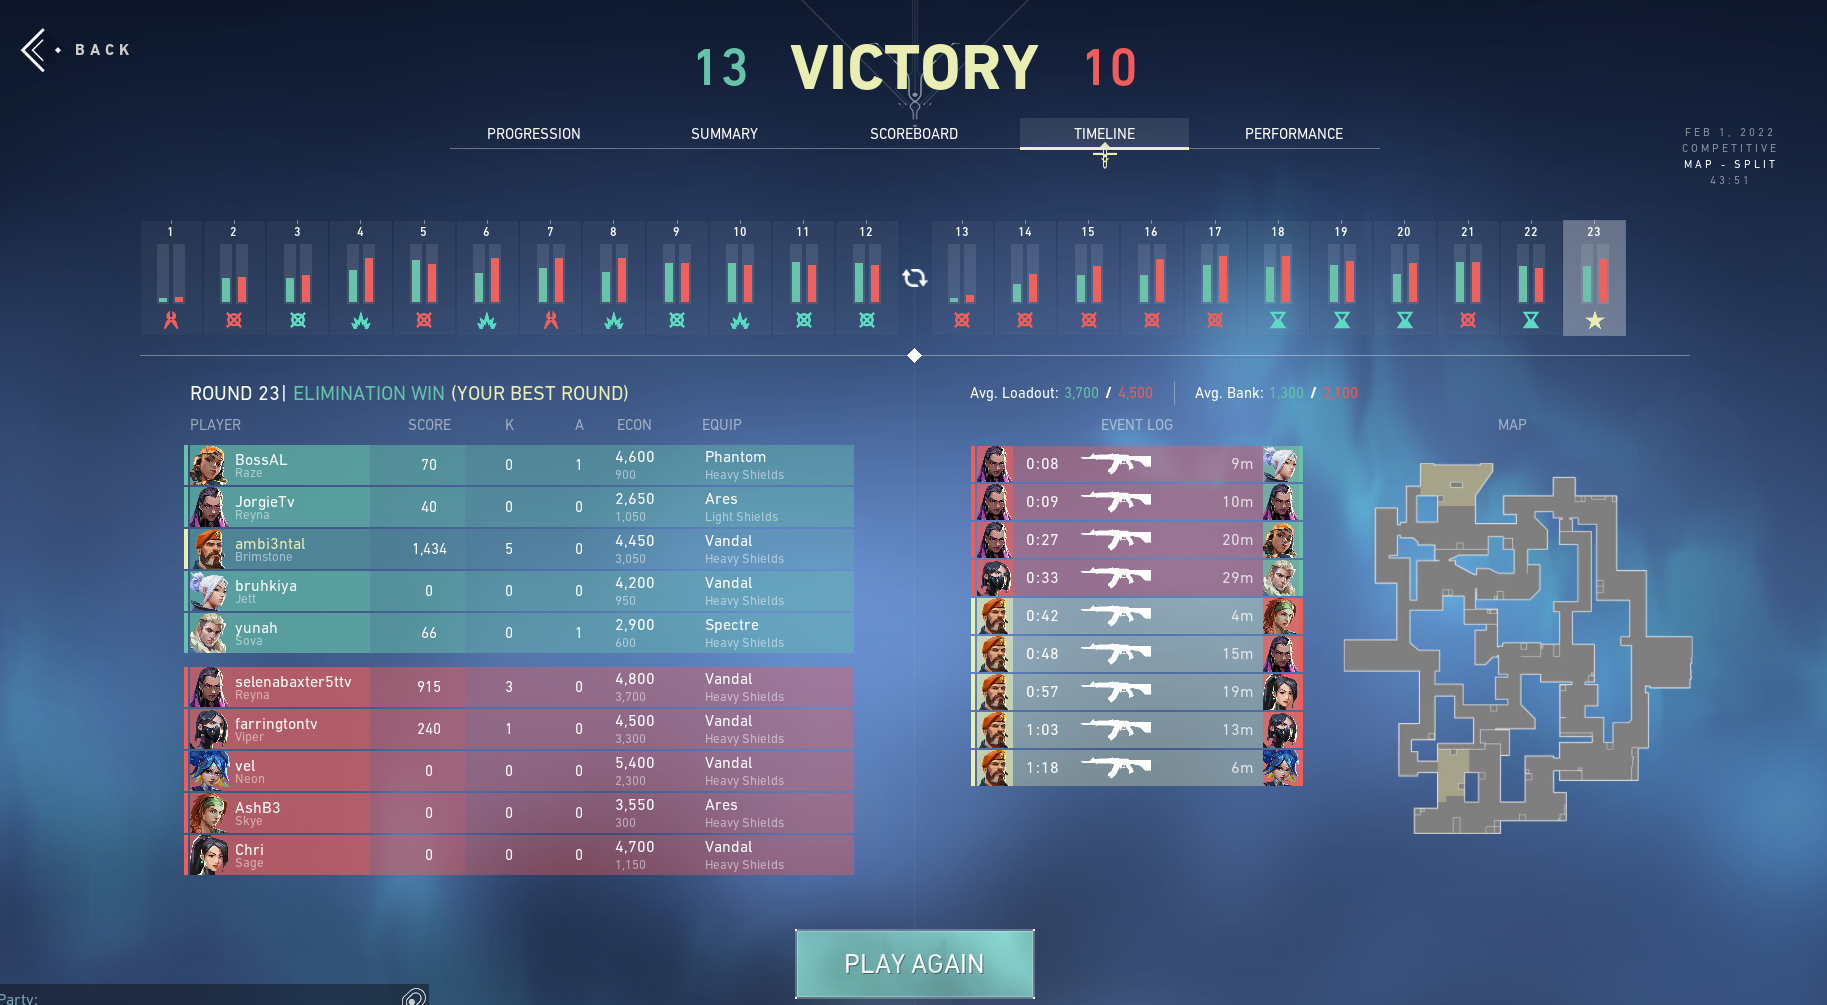 BACK
13 VICTORY 10
PROGRESSION SUMMARY SCOREBOARD TIMELINE PERFORMANCE
FEB 1, 2022
COMPETITIVE
MAP - SPLIT
43:51
1 2 3 4 5 6 7 8 9 10 11 12 13 14 15 16 17 18 19 20 21 22 23
ROUND 23| ELIMINATION WIN (YOUR BEST ROUND)
Avg. Loadout: 3,700 / 4,500 Avg. Bank: 1,300 / 2,100
PLAYER SCORE K A ECON EQUIP
BossAL 70 0 1 4,600 Phantom
Raze 900 Heavy Shields
JorgieTv 40 0 0 2,650 Ares
Reyna 1,050 Light Shields
ambi3ntal 1,434 5 0 4,450 Vandal
Brimstone 3,050 Heavy Shields
bruhkiya 0 0 0 4,200 Vandal
Jett 950 Heavy Shields
yunah 66 0 1 2,900 Spectre
Sova 600 Heavy Shields
selenabaxter5ttv 915 3 0 4,800 Vandal
Reyna 3,700 Heavy Shields
farringtontv 240 1 0 4,500 Vandal
Viper 3,300 Heavy Shields
vel 0 0 0 5,400 Vandal
Neon 2,300 Heavy Shields
AshB3 0 0 0 3,550 Ares
Skye 300 Heavy Shields
Chri 0 0 0 4,700 Vandal
Sage 1,150 Heavy Shields
EVENT LOG
0:08 9m
0:09 10m
0:27 20m
0:33 29m
0:42 4m
0:48 15m
0:57 19m
1:03 13m
1:18 6m
MAP
PLAY AGAIN
Party: